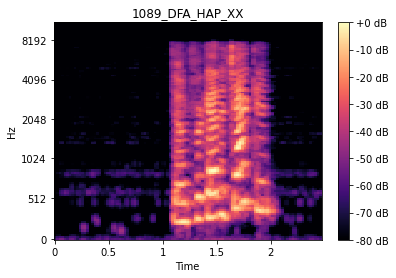 1089_DFA_HAP_XX
8192
4096
2048
1024
512
0
Hz
0
0.5
1
1.5
2
Time
+0 dB
-10 dB
-20 dB
-30 dB
-40 dB
-50 dB
-60 dB
-70 dB
-80 dB